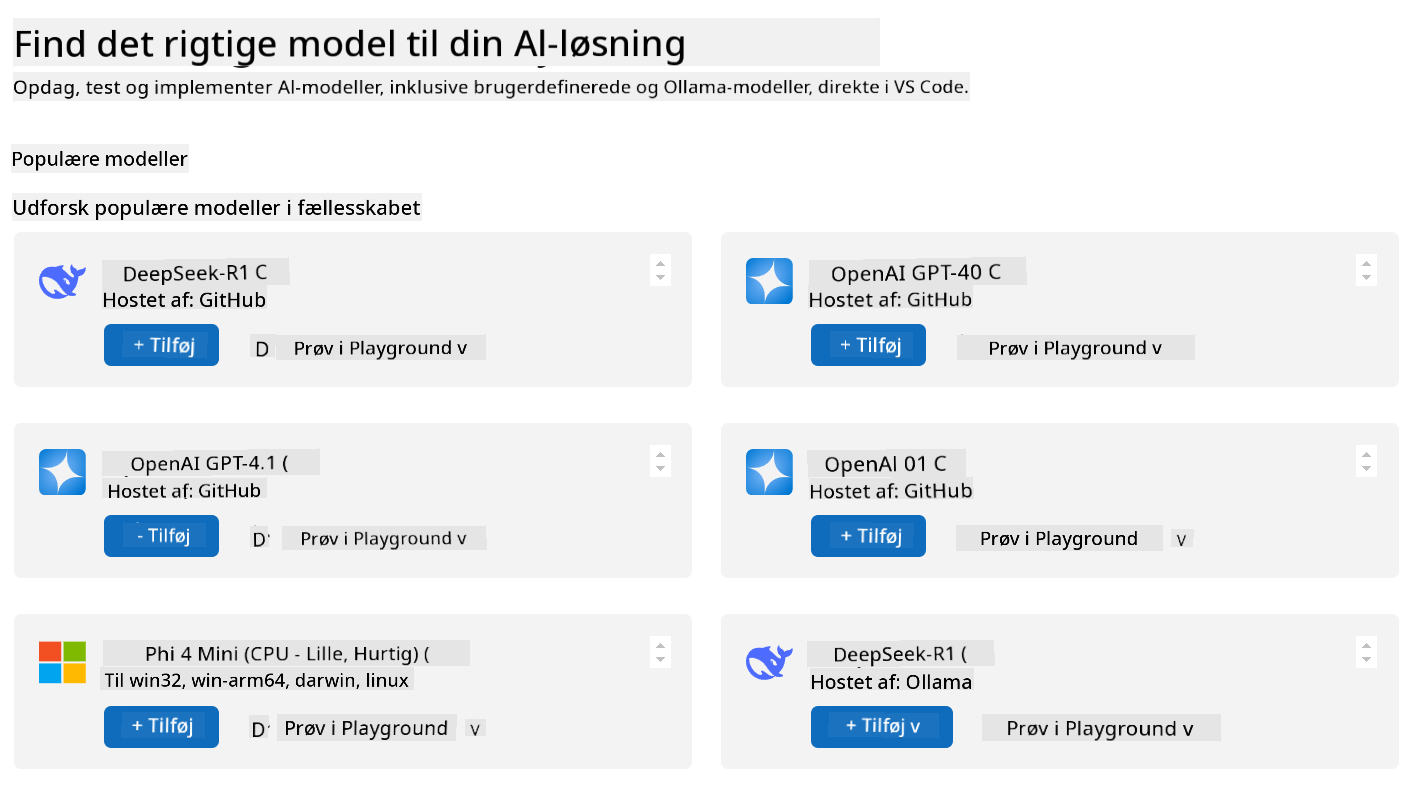 Find det rigtige model til din AI-løsning
Opdag, test og implementer AI-modeller, inklusive brugerdefinerede og Ollama-modeller, direkte i VS Code.
Populære modeller
Udforsk populære modeller i fællesskabet
DeepSeek-R1 C
Hostet af: GitHub
+ Tilføj
D Prøv i Playground v
OpenAI GPT-40 C
Hostet af: GitHub
+ Tilføj
Prøv i Playground v
OpenAI GPT-4.1 (
Hostet af: GitHub
- Tilføj
D Prøv i Playground v
OpenAI 01 C
Hostet af: GitHub
+ Tilføj
Prøv i Playground v
Phi 4 Mini (CPU - Lille, Hurtig) (
Til win32, win-arm64, darwin, linux
+ Tilføj
D Prøv i Playground v
DeepSeek-R1 (
Hostet af: Ollama
+ Tilføj v
Prøv i Playground v